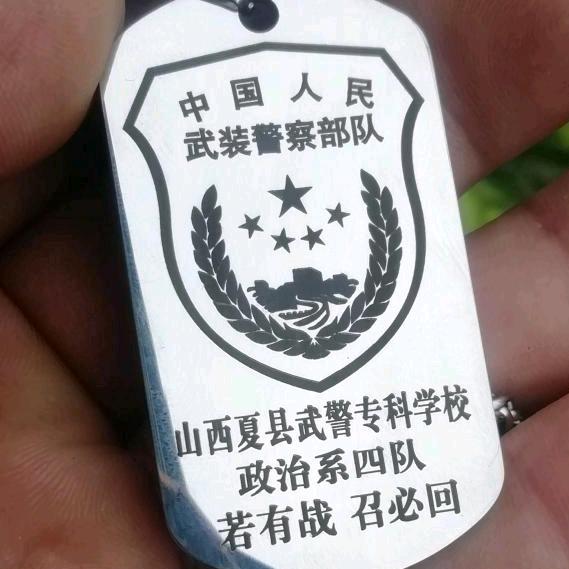 中国人民
武装警察部队
山西夏县武警专科学校
政治系四队
若有战 召必回